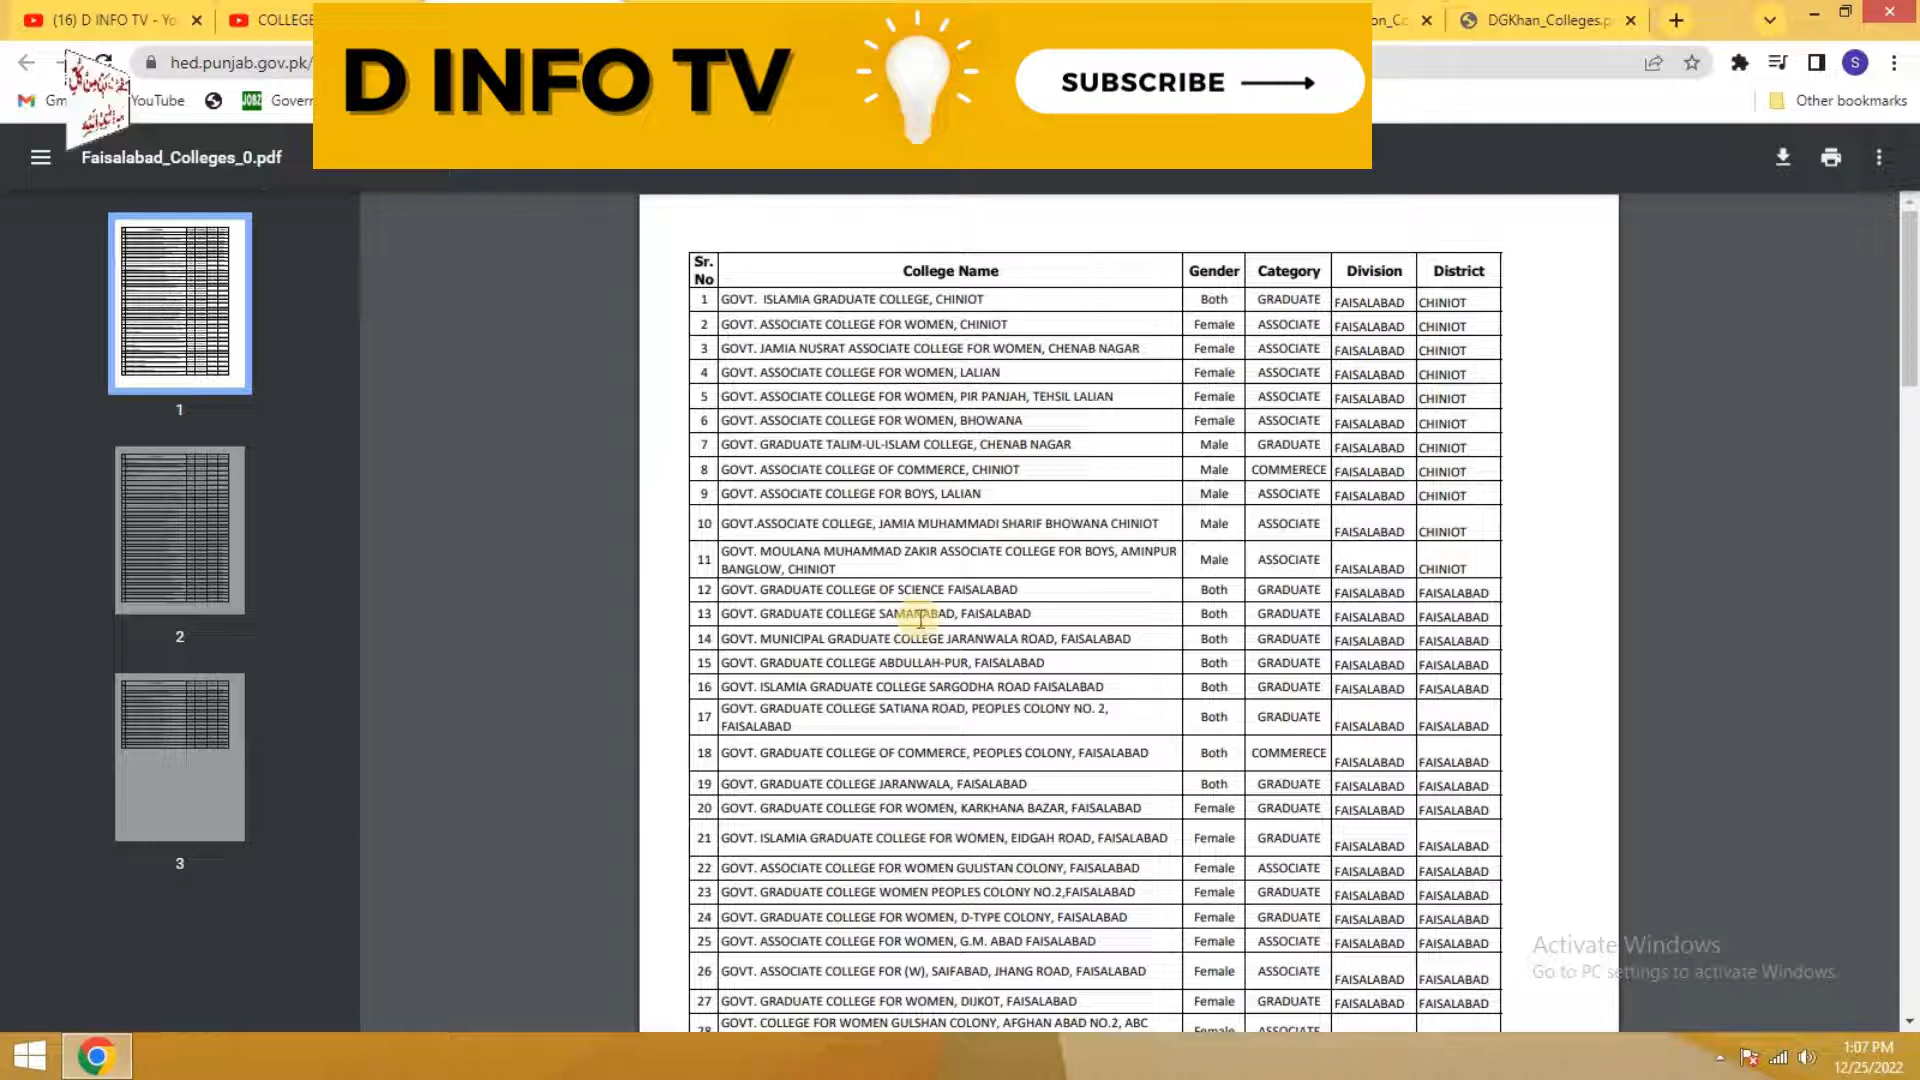 (16) D INFO TV - Yo
COLLEGE
DGKhan_Colleges.p
D INFO TV
SUBSCRIBE
hed.punjab.gov.pk/
S
YouTube
Govern
Other bookmarks
Faisalabad_Colleges_0.pdf
1
2
3
Sr. No College Name Gender Category Division District
1 GOVT. ISLAMIA GRADUATE COLLEGE, CHINIOT Both GRADUATE FAISALABAD CHINIOT
2 GOVT. ASSOCIATE COLLEGE FOR WOMEN, CHINIOT Female ASSOCIATE FAISALABAD CHINIOT
3 GOVT. JAMIA NUSRAT ASSOCIATE COLLEGE FOR WOMEN, CHENAB NAGAR Female ASSOCIATE FAISALABAD CHINIOT
4 GOVT. ASSOCIATE COLLEGE FOR WOMEN, LALIAN Female ASSOCIATE FAISALABAD CHINIOT
5 GOVT. ASSOCIATE COLLEGE FOR WOMEN, PIR PANJAH, TEHSIL LALIAN Female ASSOCIATE FAISALABAD CHINIOT
6 GOVT. ASSOCIATE COLLEGE FOR WOMEN, BHOWANA Female ASSOCIATE FAISALABAD CHINIOT
7 GOVT. GRADUATE TALIM-UL-ISLAM COLLEGE, CHENAB NAGAR Male GRADUATE FAISALABAD CHINIOT
8 GOVT. ASSOCIATE COLLEGE OF COMMERCE, CHINIOT Male COMMERECE FAISALABAD CHINIOT
9 GOVT. ASSOCIATE COLLEGE FOR BOYS, LALIAN Male ASSOCIATE FAISALABAD CHINIOT
10 GOVT.ASSOCIATE COLLEGE, JAMIA MUHAMMADI SHARIF BHOWANA CHINIOT Male ASSOCIATE FAISALABAD CHINIOT
11 GOVT. MOULANA MUHAMMAD ZAKIR ASSOCIATE COLLEGE FOR BOYS, AMINPUR
BANGLOW, CHINIOT Male ASSOCIATE FAISALABAD CHINIOT
12 GOVT. GRADUATE COLLEGE OF SCIENCE FAISALABAD Both GRADUATE FAISALABAD FAISALABAD
13 GOVT. GRADUATE COLLEGE SAMANABAD, FAISALABAD Both GRADUATE FAISALABAD FAISALABAD
14 GOVT. MUNICIPAL GRADUATE COLLEGE JARANWALA ROAD, FAISALABAD Both GRADUATE FAISALABAD FAISALABAD
15 GOVT. GRADUATE COLLEGE ABDULLAH-PUR, FAISALABAD Both GRADUATE FAISALABAD FAISALABAD
16 GOVT. ISLAMIA GRADUATE COLLEGE SARGODHA ROAD FAISALABAD Both GRADUATE FAISALABAD FAISALABAD
17 GOVT. GRADUATE COLLEGE SATIANA ROAD, PEOPLES COLONY NO. 2,
FAISALABAD Both GRADUATE FAISALABAD FAISALABAD
18 GOVT. GRADUATE COLLEGE OF COMMERCE, PEOPLES COLONY, FAISALABAD Both COMMERECE FAISALABAD FAISALABAD
19 GOVT. GRADUATE COLLEGE JARANWALA, FAISALABAD Both GRADUATE FAISALABAD FAISALABAD
20 GOVT. GRADUATE COLLEGE FOR WOMEN, KARKHANA BAZAR, FAISALABAD Female GRADUATE FAISALABAD FAISALABAD
21 GOVT. ISLAMIA GRADUATE COLLEGE FOR WOMEN, EIDGAH ROAD, FAISALABAD Female GRADUATE FAISALABAD FAISALABAD
22 GOVT. ASSOCIATE COLLEGE FOR WOMEN GULISTAN COLONY, FAISALABAD Female ASSOCIATE FAISALABAD FAISALABAD
23 GOVT. GRADUATE COLLEGE WOMEN PEOPLES COLONY NO.2,FAISALABAD Female GRADUATE FAISALABAD FAISALABAD
24 GOVT. GRADUATE COLLEGE FOR WOMEN, D-TYPE COLONY, FAISALABAD Female GRADUATE FAISALABAD FAISALABAD
25 GOVT. ASSOCIATE COLLEGE FOR WOMEN, G.M. ABAD FAISALABAD Female ASSOCIATE FAISALABAD FAISALABAD
26 GOVT. ASSOCIATE COLLEGE FOR (W), SAIFABAD, JHANG ROAD, FAISALABAD Female ASSOCIATE FAISALABAD FAISALABAD
27 GOVT. GRADUATE COLLEGE FOR WOMEN, DIJKOT, FAISALABAD Female GRADUATE FAISALABAD FAISALABAD
28 GOVT. COLLEGE FOR WOMEN GULSHAN COLONY, AFGHAN ABAD NO.2, ABC Female ASSOCIATE
Activate Windows
Go to PC settings to activate Windows.
1:07 PM
12/25/2022